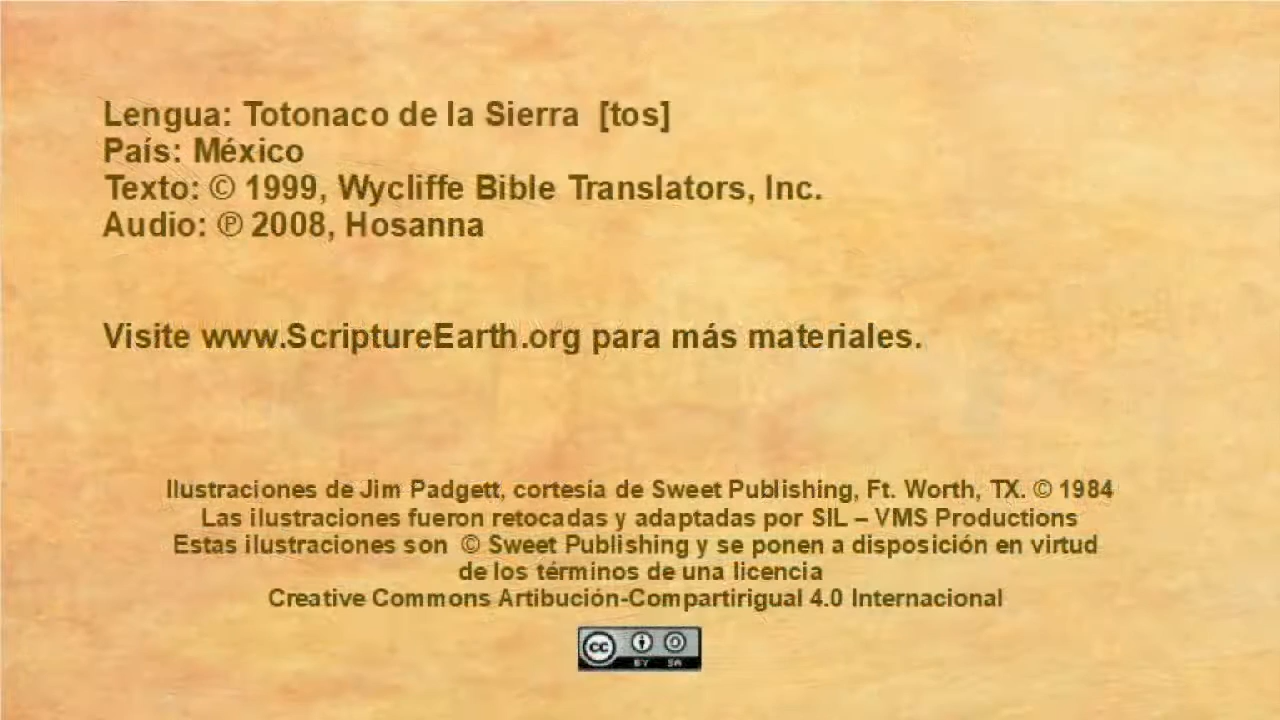 Lengua: Totonaco de la Sierra [tos]
País: México
Texto: © 1999, Wycliffe Bible Translators, Inc.
Audio: ℗ 2008, Hosanna
Visite www.ScriptureEarth.org para más materiales.
Ilustraciones de Jim Padgett, cortesía de Sweet Publishing, Ft. Worth, TX. © 1984
Las ilustraciones fueron retocadas y adaptadas por SIL – VMS Productions
Estas ilustraciones son © Sweet Publishing y se ponen a disposición en virtud
de los términos de una licencia
Creative Commons Artibución-Compartirigual 4.0 Internacional
cc
BY SA